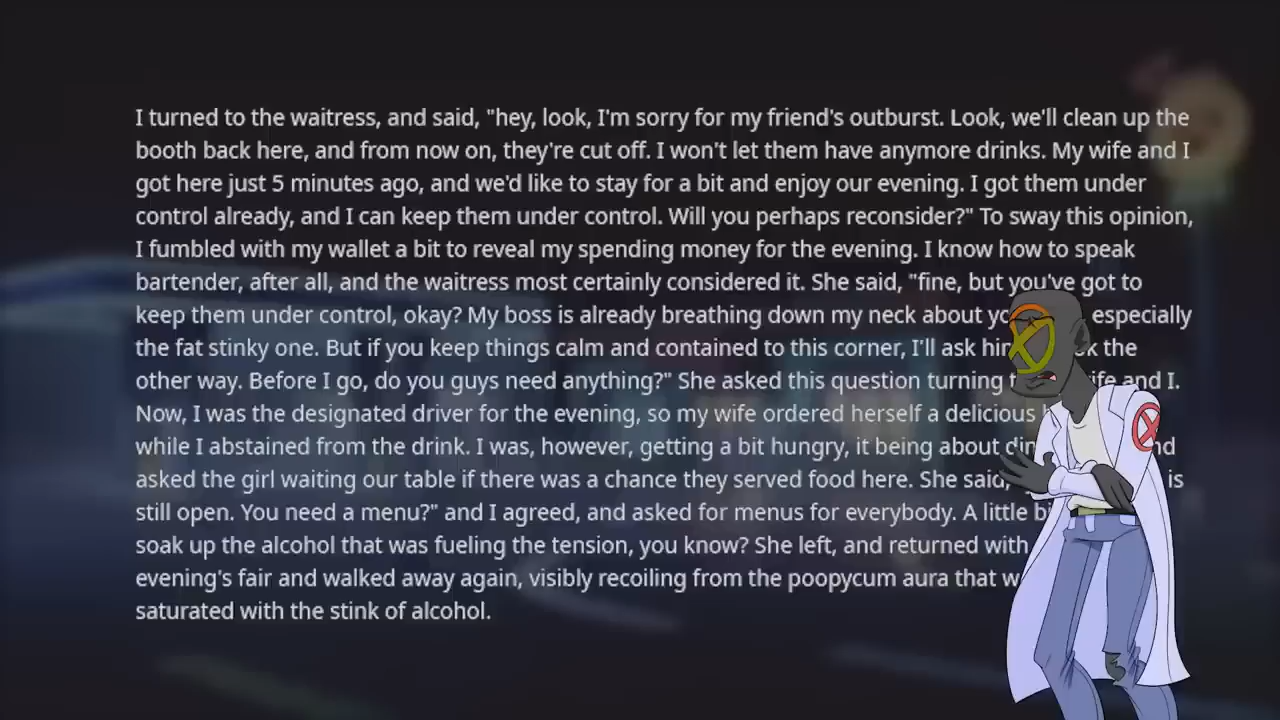 I turned to the waitress, and said, "hey, look, I'm sorry for my friend's outburst. Look, we'll clean up the
booth back here, and from now on, they're cut off. I won't let them have anymore drinks. My wife and I
got here just 5 minutes ago, and we'd like to stay for a bit and enjoy our evening. I got them under
control already, and I can keep them under control. Will you perhaps reconsider?" To sway this opinion,
I fumbled with my wallet a bit to reveal my spending money for the evening. I know how to speak
bartender, after all, and the waitress most certainly considered it. She said, "fine, but you've got to
keep them under control, okay? My boss is already breathing down my neck about especially
the fat stinky one. But if you keep things calm and contained to this corner, I'll ask the
other way. Before I go, do you guys need anything?" She asked this question turning and I.
Now, I was the designated driver for the evening, so my wife ordered herself a delicious
while I abstained from the drink. I was, however, getting a bit hungry, it being about
asked the girl waiting our table if there was a chance they served food here. She said, is
still open. You need a menu?" and I agreed, and asked for menus for everybody. A little
soak up the alcohol that was fueling the tension, you know? She left, and returned with
evening's fair and walked away again, visibly recoiling from the poopycum aura that
saturated with the stink of alcohol.